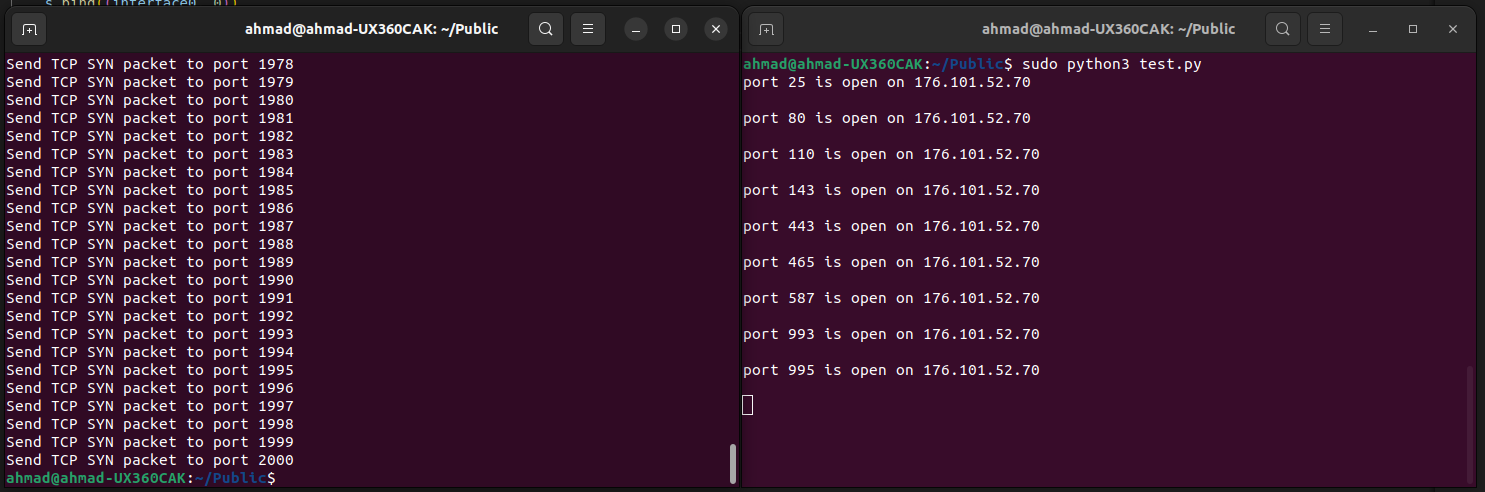 s.bind((interface0, 0))
ahmad@ahmad-UX360CAK: ~/Public
Send TCP SYN packet to port 1978
Send TCP SYN packet to port 1979
Send TCP SYN packet to port 1980
Send TCP SYN packet to port 1981
Send TCP SYN packet to port 1982
Send TCP SYN packet to port 1983
Send TCP SYN packet to port 1984
Send TCP SYN packet to port 1985
Send TCP SYN packet to port 1986
Send TCP SYN packet to port 1987
Send TCP SYN packet to port 1988
Send TCP SYN packet to port 1989
Send TCP SYN packet to port 1990
Send TCP SYN packet to port 1991
Send TCP SYN packet to port 1992
Send TCP SYN packet to port 1993
Send TCP SYN packet to port 1994
Send TCP SYN packet to port 1995
Send TCP SYN packet to port 1996
Send TCP SYN packet to port 1997
Send TCP SYN packet to port 1998
Send TCP SYN packet to port 1999
Send TCP SYN packet to port 2000
ahmad@ahmad-UX360CAK:~/Public$
ahmad@ahmad-UX360CAK: ~/Public
ahmad@ahmad-UX360CAK:~/Public$ sudo python3 test.py
port 25 is open on 176.101.52.70
port 80 is open on 176.101.52.70
port 110 is open on 176.101.52.70
port 143 is open on 176.101.52.70
port 443 is open on 176.101.52.70
port 465 is open on 176.101.52.70
port 587 is open on 176.101.52.70
port 993 is open on 176.101.52.70
port 995 is open on 176.101.52.70